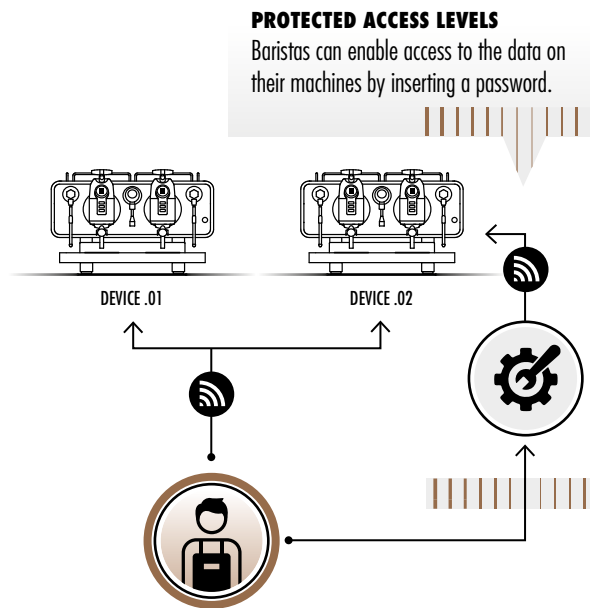 PROTECTED ACCESS LEVELS
Baristas can enable access to the data on
their machines by inserting a password.
DEVICE .01
DEVICE .02